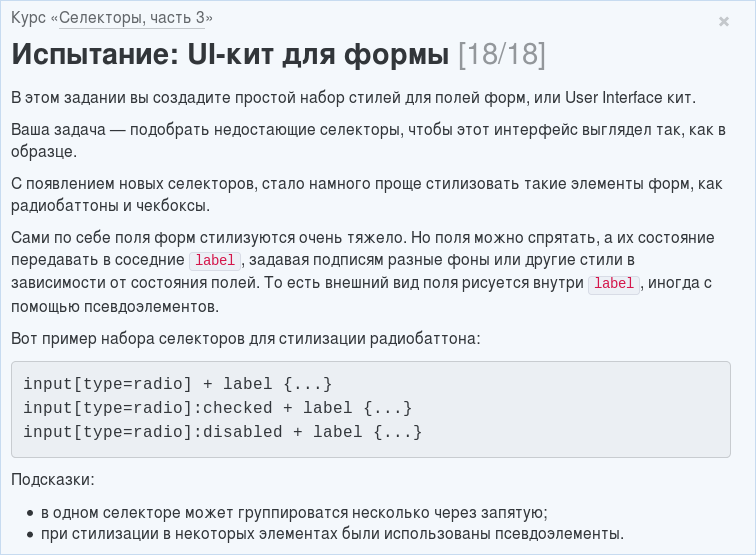 Курс «Селекторы, часть 3»
×
Испытание: UI-кит для формы [18/18]
В этом задании вы создадите простой набор стилей для полей форм, или User Interface кит.
Ваша задача — подобрать недостающие селекторы, чтобы этот интерфейс выглядел так, как в
образце.
С появлением новых селекторов, стало намного проще стилизовать такие элементы форм, как
радиобаттоны и чекбоксы.
Сами по себе поля форм стилизуются очень тяжело. Но поля можно спрятать, а их состояние
передавать в соседние label, задавая подписям разные фоны или другие стили в
зависимости от состояния полей. То есть внешний вид поля рисуется внутри label, иногда с
помощью псевдоэлементов.
Вот пример набора селекторов для стилизации радиобаттона:
input[type=radio] + label {...}
input[type=radio]:checked + label {...}
input[type=radio]:disabled + label {...}
Подсказки:
• в одном селекторе может группироватся несколько через запятую;
• при стилизации в некоторых элементах были использованы псевдоэлементы.